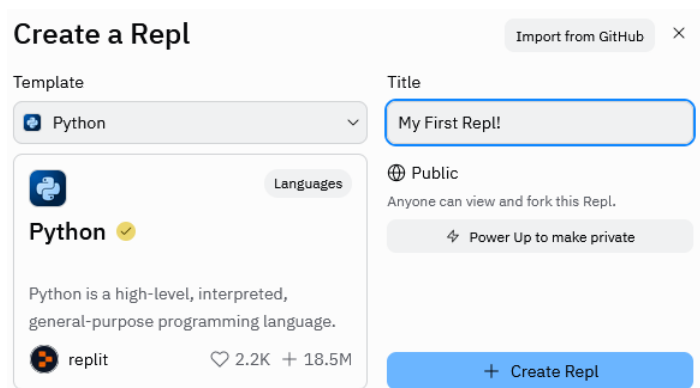 Create a Repl
Import from GitHub
Template
Title
Python
My First Repl!
Languages
Public
Python
Anyone can view and fork this Repl.
Power Up to make private
Python is a high-level, interpreted,
general-purpose programming language.
replit
2.2K
18.5M
+ Create Repl